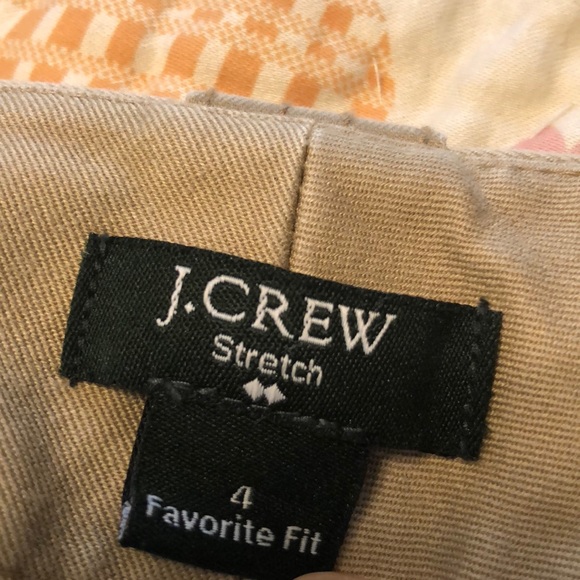 J.CREW
Stretch
4
Favorite Fit